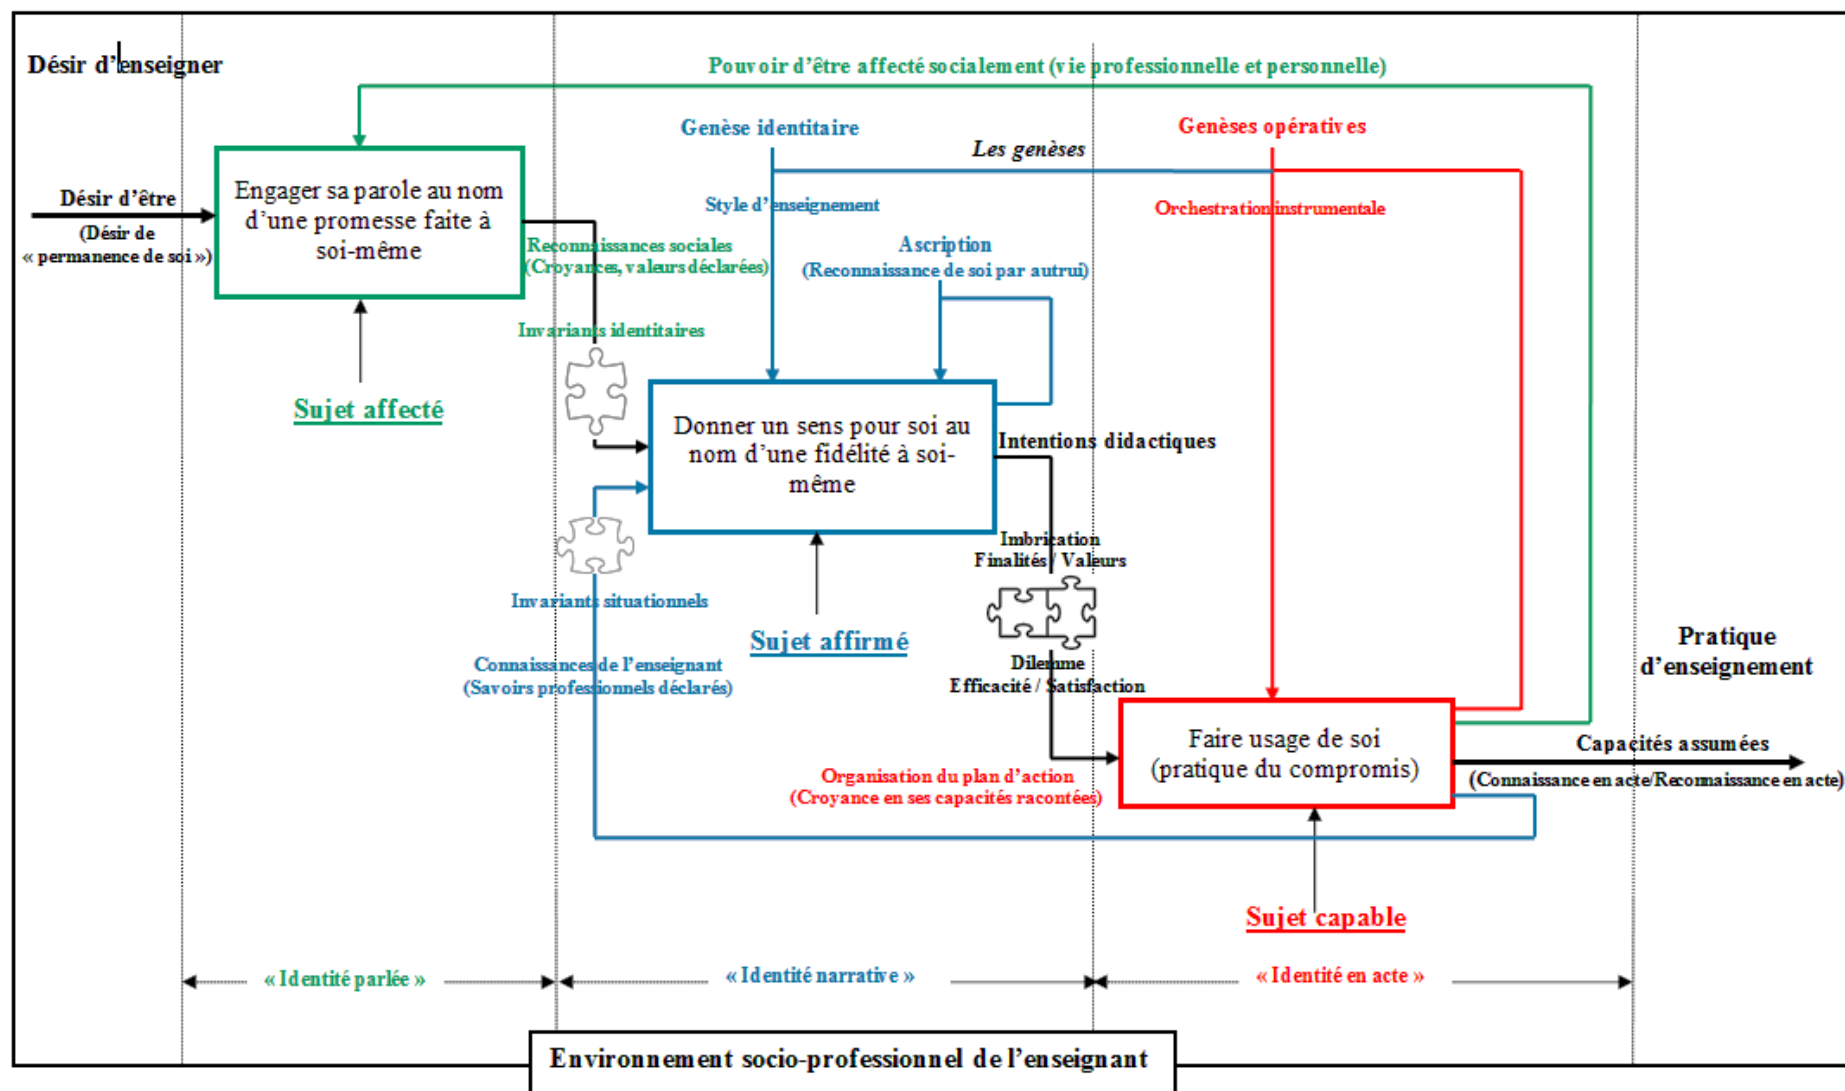 Désir d'enseigner
Pouvoir d'être affecté socialement (vie professionnelle et personnelle)
Genèse identitaire
Genèses opératives
Les genèses
Désir d'être
(Désir de
« permanence de soi »)
Engager sa parole au nom
d'une promesse faite à
soi-même
Style d'enseignement
Orchestration instrumentale
Reconnaissances sociales
(Croyances, valeurs déclarées)
Ascription
(Reconnaissance de soi par autrui)
Invariants identitaires
Sujet affecté
Donner un sens pour soi au
nom d'une fidélité à soi-
même
Intentions didactiques
Imbrication
Finalités / Valeurs
Invariants situationnels
Sujet affirmé
Connaissances de l'enseignant
(Savoirs professionnels déclarés)
Dilemme
Efficacité / Satisfaction
Pratique
d'enseignement
Faire usage de soi
(pratique du compromis)
Capacités assumées
(Connaissance en acte/Reconnaissance en acte)
Organisation du plan d'action
(Croyance en ses capacités racontées)
Sujet capable
« Identité parlée »
« Identité narrative »
« Identité en acte »
Environnement socio-professionnel de l'enseignant